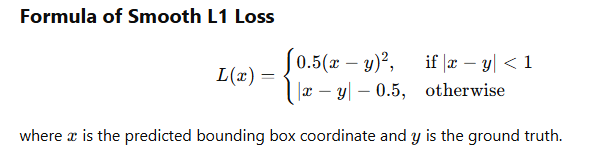 Formula of Smooth L1 Loss
L(x) = { 0.5(x − y)², if |x − y| < 1
|x − y| − 0.5, otherwise
where x is the predicted bounding box coordinate and y is the ground truth.